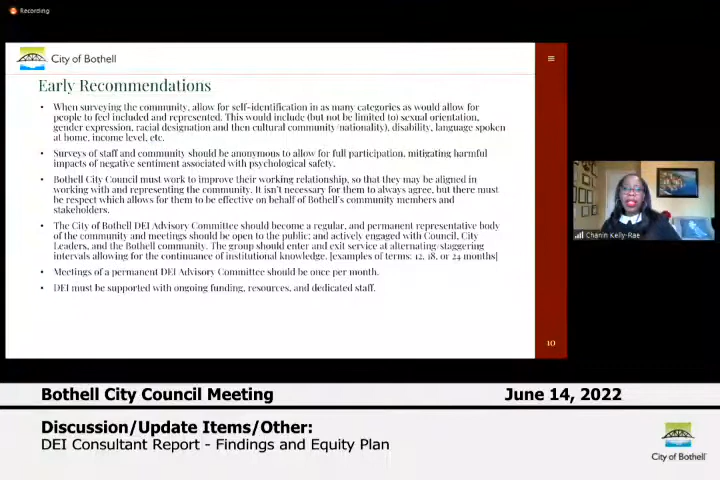 Recording
City of Bothell
Early Recommendations
• When surveying the community, allow for self-identification in as many categories as would allow for
people to feel included and represented. This would include (but not be limited to) sexual orientation,
gender expression, racial designation and then cultural community/nationality), disability, language spoken
at home, income level, etc.
• Surveys of staff and community should be anonymous to allow for full participation, mitigating harmful
impacts of negative sentiment associated with psychological safety.
• Bothell City Council must work to improve their working relationship, so that they may be aligned in
working with and representing the community. It isn't necessary for them to always agree, but there must
be respect which allows for them to be effective on behalf of Bothell's community members and
stakeholders.
• The City of Bothell DEI Advisory Committee should become a regular, and permanent representative body
of the community and meetings should be open to the public; and actively engaged with Council, City
Leaders, and the Bothell community. The group should enter and exit service at alternating-staggering
intervals allowing for the continuance of institutional knowledge. [examples of terms: 12, 18, or 24 months]
• Meetings of a permanent DEI Advisory Committee should be once per month.
• DEI must be supported with ongoing funding, resources, and dedicated staff.
10
Chanin Kelly-Rae
Bothell City Council Meeting
June 14, 2022
Discussion/Update Items/Other:
DEI Consultant Report - Findings and Equity Plan
City of Bothell